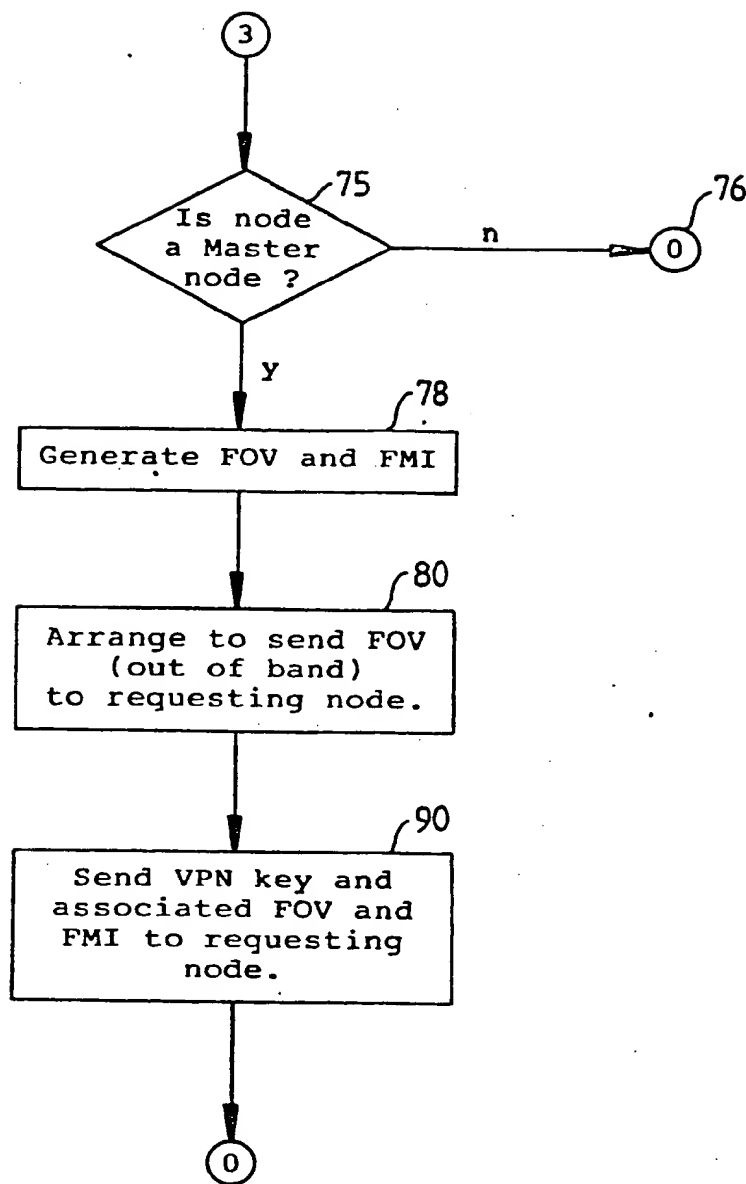 3
75
Is node
a Master
node ?
n
76
0
y
78
Generate FOV and FMI
80
Arrange to send FOV
(out of band)
to requesting node.
90
Send VPN key and
associated FOV and
FMI to requesting
node.
0